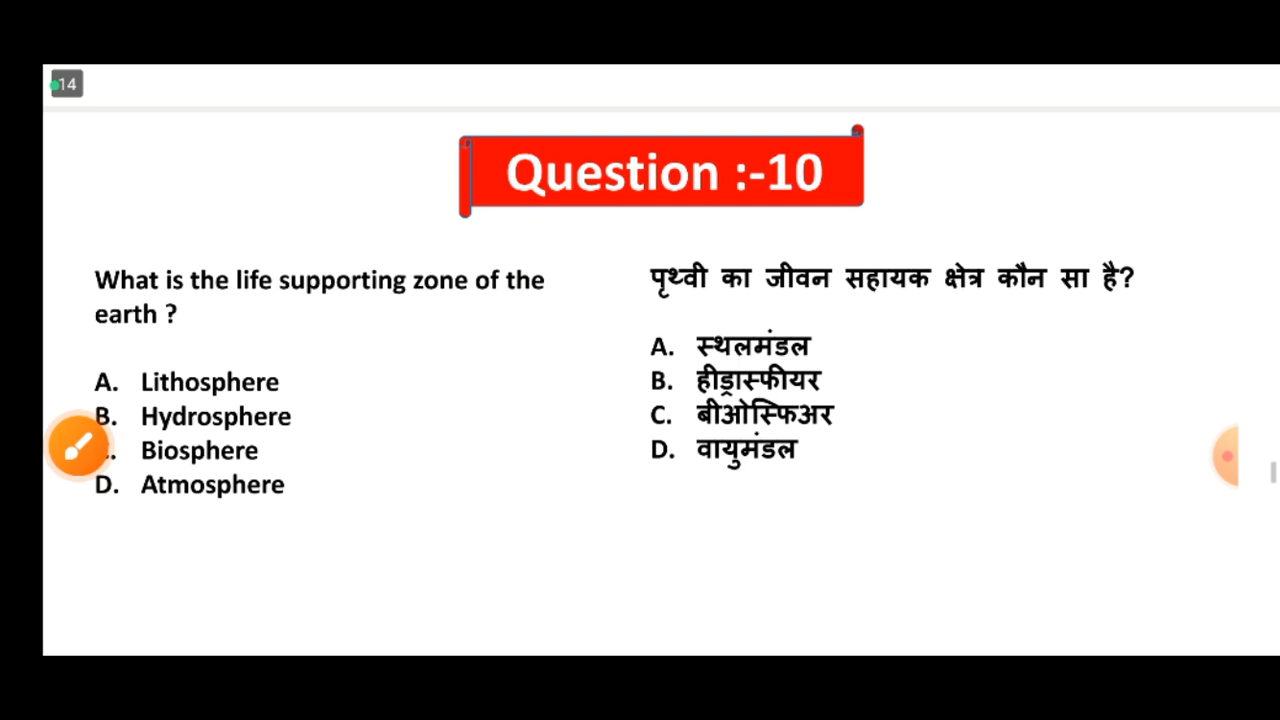 14
Question :-10
What is the life supporting zone of the
earth ?
A. Lithosphere
B. Hydrosphere
. Biosphere
D. Atmosphere
पृथ्वी का जीवन सहायक क्षेत्र कौन सा है?
A. स्थलमंडल
B. हीड्रास्फीयर
C. बीओस्फिअर
D. वायुमंडल